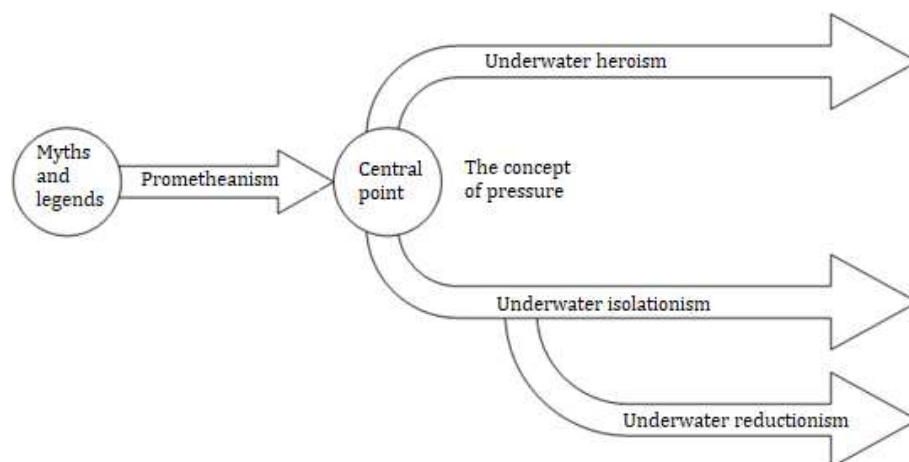 Underwater heroism
Myths
and
legends
Prometheanism
Central
point
The concept
of pressure
Underwater isolationism
Underwater reductionism